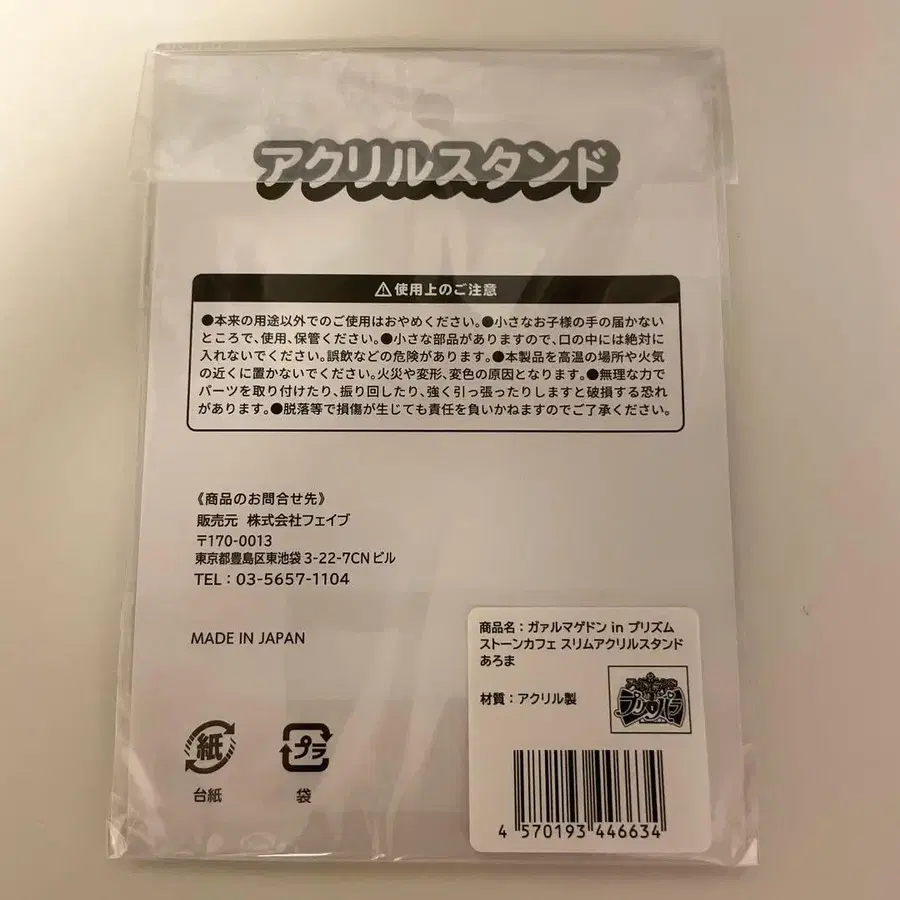 アクリルスタンド
⚠使用上のご注意
●本来の用途以外でのご使用はおやめください。●小さなお子様の手の届かない
ところで、使用、保管ください。●小さな部品がありますので、口の中には絶対に
入れないでください。誤飲などの危険があります。●本製品を高温の場所や火気
の近くに置かないでください。火災や変形、変色の原因となります。●無理な力で
パーツを取り付けたり、振り回したり、強く引っ張ったりしますと破損する恐れ
があります。●脱落等で損傷が生じても責任を負いかねますのでご了承ください。
《商品のお問合せ先》
販売元 株式会社フェイブ
〒170-0013
東京都豊島区東池袋 3-22-7CN ビル
TEL：03-5657-1104
MADE IN JAPAN
紙
台紙
プラ
袋
商品名：ガァルマゲドン in プリズム
ストーンカフェ スリムアクリルスタンド
あろま
材質：アクリル製
プリパラ
4 570193 446634